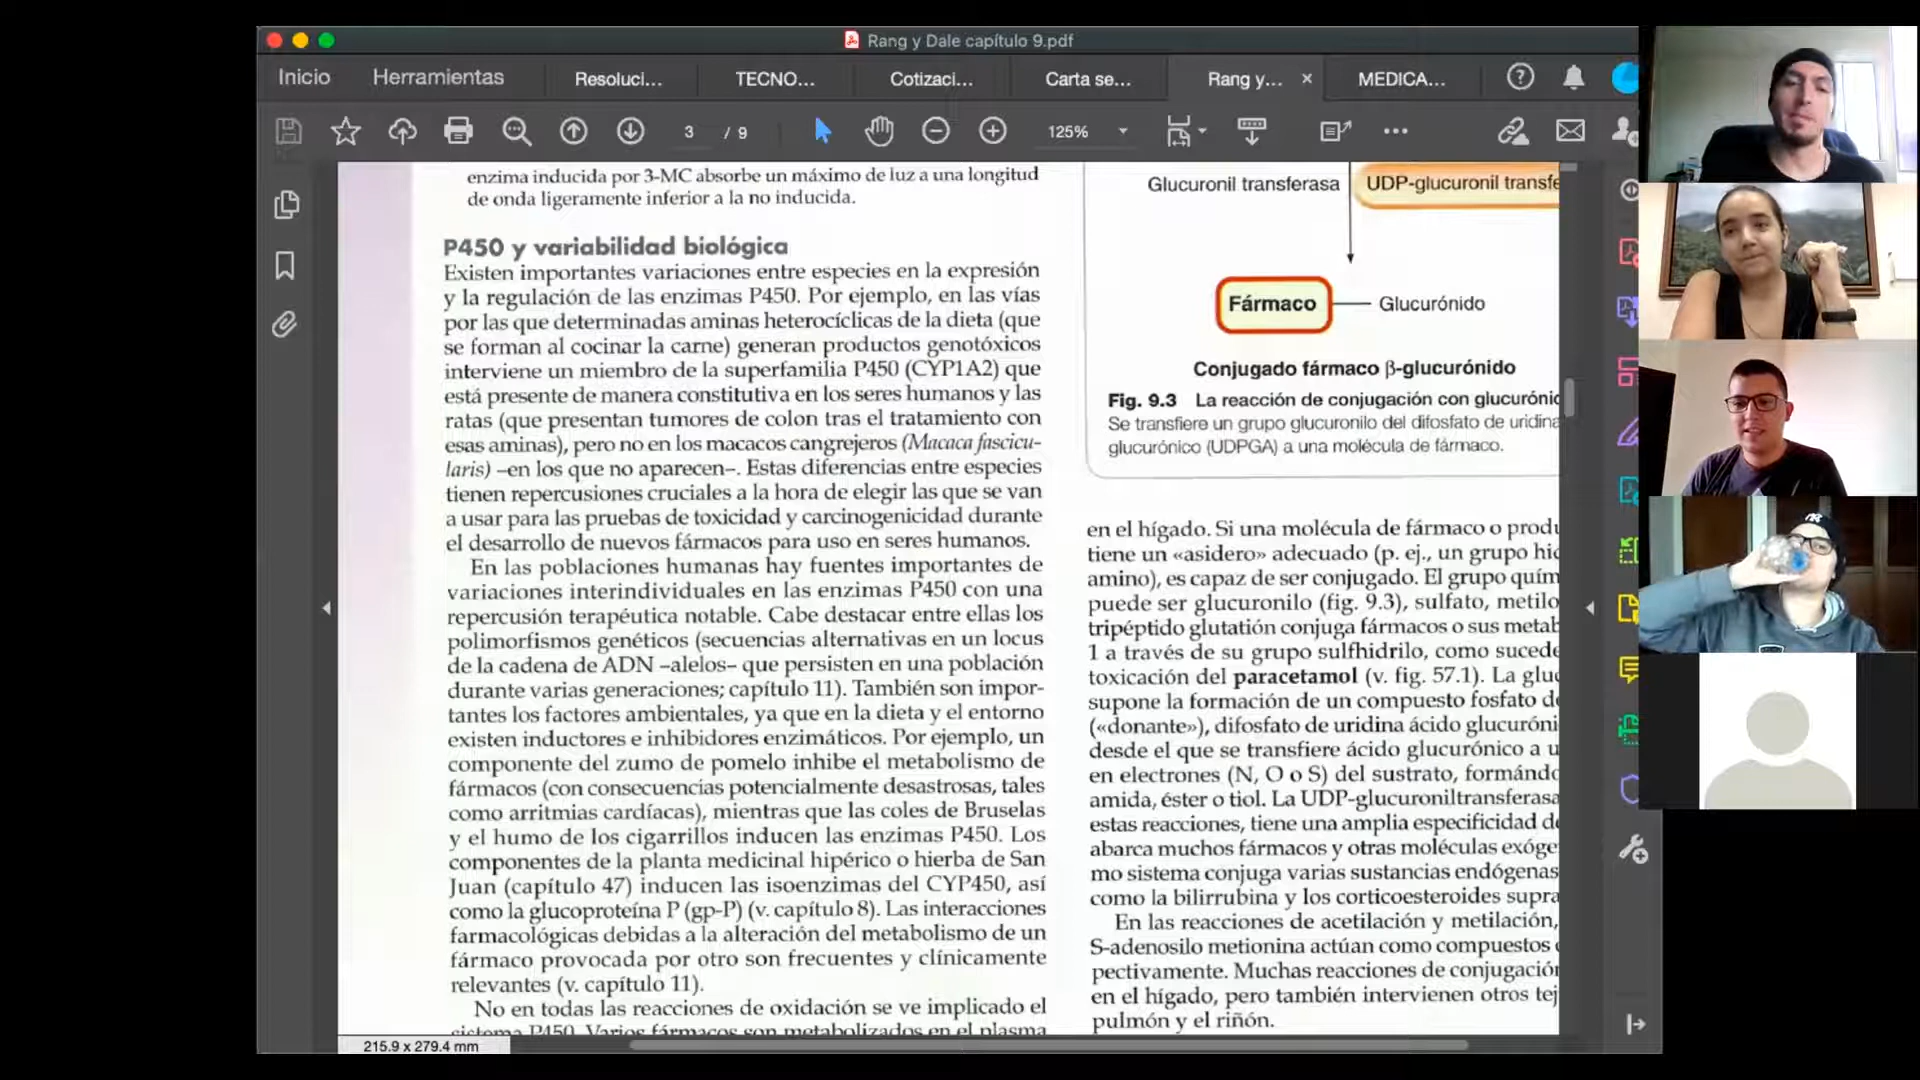 Rang y Dale capítulo 9.pdf
Inicio
Herramientas
Resoluci...
TECNO...
Cotizaci...
Carta se...
Rang y...
MEDICA...
3 / 9
125%
enzima inducida por 3-MC absorbe un máximo de luz a una longitud
de onda ligeramente inferior a la no inducida.
P450 y variabilidad biológica
Existen importantes variaciones entre especies en la expresión
y la regulación de las enzimas P450. Por ejemplo, en las vías
por las que determinadas aminas heterocíclicas de la dieta (que
se forman al cocinar la carne) generan productos genotóxicos
interviene un miembro de la superfamilia P450 (CYP1A2) que
está presente de manera constitutiva en los seres humanos y las
ratas (que presentan tumores de colon tras el tratamiento con
esas aminas), pero no en los macacos cangrejeros (Macaca fascicu-
laris) –en los que no aparecen–. Estas diferencias entre especies
tienen repercusiones cruciales a la hora de elegir las que se van
a usar para las pruebas de toxicidad y carcinogenicidad durante
el desarrollo de nuevos fármacos para uso en seres humanos.
En las poblaciones humanas hay fuentes importantes de
variaciones interindividuales en las enzimas P450 con una
repercusión terapéutica notable. Cabe destacar entre ellas los
polimorfismos genéticos (secuencias alternativas en un locus
de la cadena de ADN –alelos– que persisten en una población
durante varias generaciones; capítulo 11). También son impor-
tantes los factores ambientales, ya que en la dieta y el entorno
existen inductores e inhibidores enzimáticos. Por ejemplo, un
componente del zumo de pomelo inhibe el metabolismo de
fármacos (con consecuencias potencialmente desastrosas, tales
como arritmias cardíacas), mientras que las coles de Bruselas
y el humo de los cigarrillos inducen las enzimas P450. Los
componentes de la planta medicinal hipérico o hierba de San
Juan (capítulo 47) inducen las isoenzimas del CYP450, así
como la glucoproteína P (gp-P) (v. capítulo 8). Las interacciones
farmacológicas debidas a la alteración del metabolismo de un
fármaco provocada por otro son frecuentes y clínicamente
relevantes (v. capítulo 11).
No en todas las reacciones de oxidación se ve implicado el
sistema P450. Varios fármacos son metabolizados en el plasma
Glucuronil transferasa
UDP-glucuronil transfe
Fármaco
Glucurónido
Conjugado fármaco β-glucurónido
Fig. 9.3 La reacción de conjugación con glucurónic
Se transfiere un grupo glucuronilo del difosfato de uridina
glucurónico (UDPGA) a una molécula de fármaco.
en el hígado. Si una molécula de fármaco o produ
tiene un «asidero» adecuado (p. ej., un grupo hid
amino), es capaz de ser conjugado. El grupo quím
puede ser glucuronilo (fig. 9.3), sulfato, metilo
tripéptido glutatión conjuga fármacos o sus metab
1 a través de su grupo sulfhidrilo, como sucede
toxicación del paracetamol (v. fig. 57.1). La gluc
supone la formación de un compuesto fosfato de
(«donante»), difosfato de uridina ácido glucuróni
desde el que se transfiere ácido glucurónico a u
en electrones (N, O o S) del sustrato, formándo
amida, éster o tiol. La UDP-glucuroniltransferasa
estas reacciones, tiene una amplia especificidad de
abarca muchos fármacos y otras moléculas exóge
mo sistema conjuga varias sustancias endógenas
como la bilirrubina y los corticoesteroides supra
En las reacciones de acetilación y metilación,
S-adenosilo metionina actúan como compuestos
pectivamente. Muchas reacciones de conjugación
en el hígado, pero también intervienen otros tej
pulmón y el riñón.
215.9 x 279.4 mm